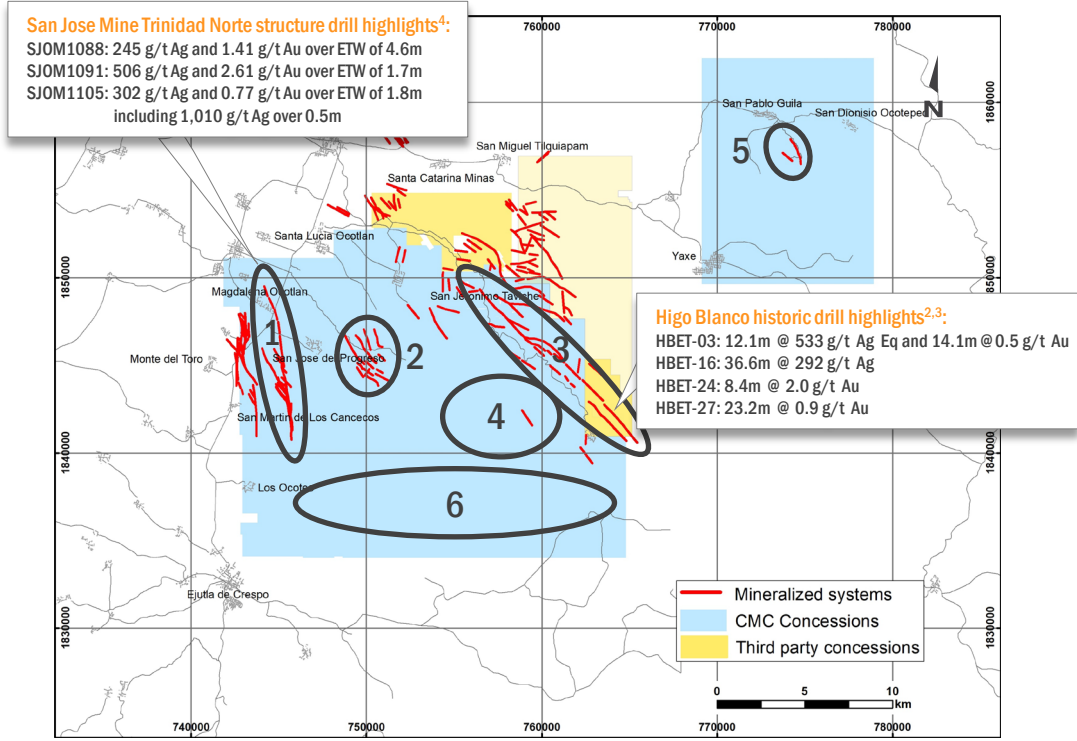 San Jose Mine Trinidad Norte structure drill highlights4:
SJOM1088: 245 g/t Ag and 1.41 g/t Au over ETW of 4.6m
SJOM1091: 506 g/t Ag and 2.61 g/t Au over ETW of 1.7m
SJOM1105: 302 g/t Ag and 0.77 g/t Au over ETW of 1.8m
including 1,010 g/t Ag over 0.5m
760000
770000
780000
1860000
1860000
N
San Pablo Guila
San Dionisio Ocotepec
5
San Miguel Tilquiapam
Santa Catarina Minas
Santa Lucia Ocotlan
Yaxe
1850000
1850000
Magdalena Ocotlan
San Jeronimo Taviche
Higo Blanco historic drill highlights2,3:
HBET-03: 12.1m @ 533 g/t Ag Eq and 14.1m @ 0.5 g/t Au
HBET-16: 36.6m @ 292 g/t Ag
HBET-24: 8.4m @ 2.0 g/t Au
HBET-27: 23.2m @ 0.9 g/t Au
1
2
3
Monte del Toro
San Jose del Progreso
San Martin de Los Cancecos
4
1840000
1840000
Los Ocotes
6
Ejutla de Crespo
1830000
1830000
Mineralized systems
CMC Concessions
Third party concessions
0 5 10
km
740000
750000
760000
770000
780000